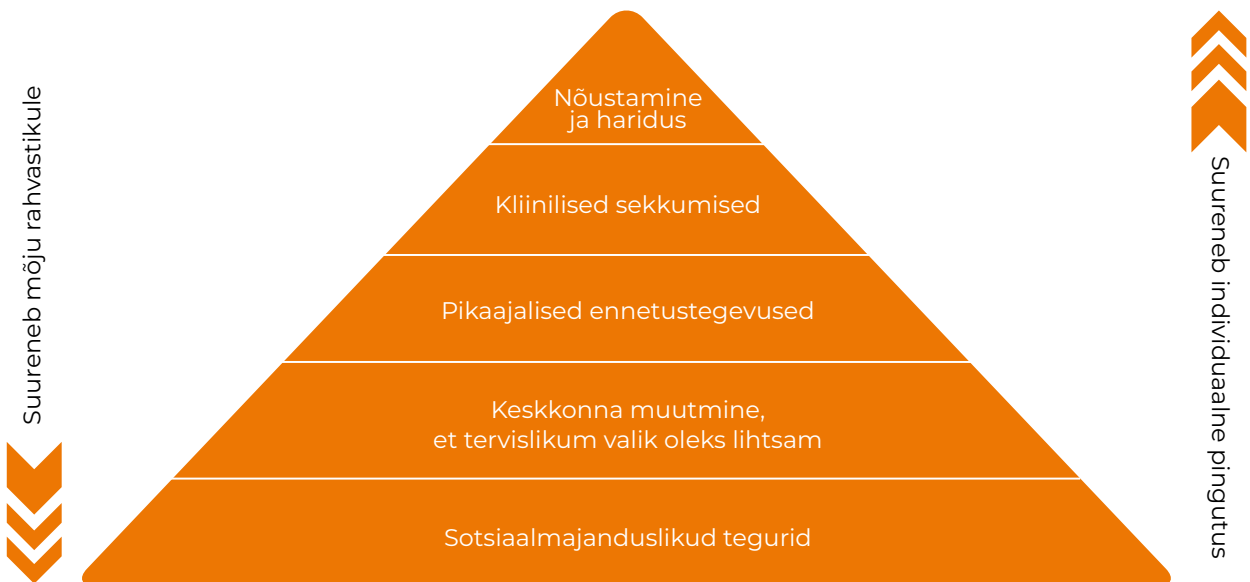 Suureneb mõju rahvastikule
Nõustamine
ja haridus
Kliinilised sekkumised
Pikaajalised ennetustegevused
Keskkonna muutmine,
et tervislikum valik oleks lihtsam
Sotsiaalmajanduslikud tegurid
Suureneb individuaalne pingutus